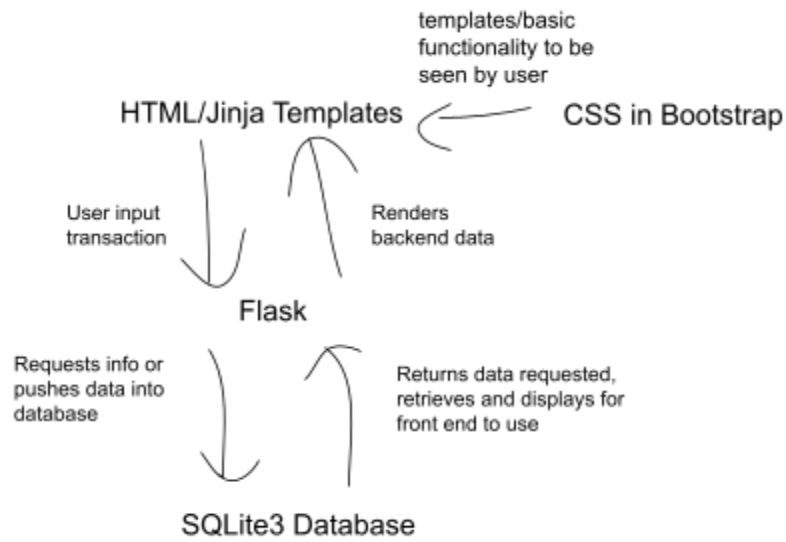 templates/basic
functionality to be
seen by user
HTML/Jinja Templates
CSS in Bootstrap
User input
transaction
Renders
backend data
Flask
Requests info or
pushes data into
database
Returns data requested,
retrieves and displays for
front end to use
SQLite3 Database